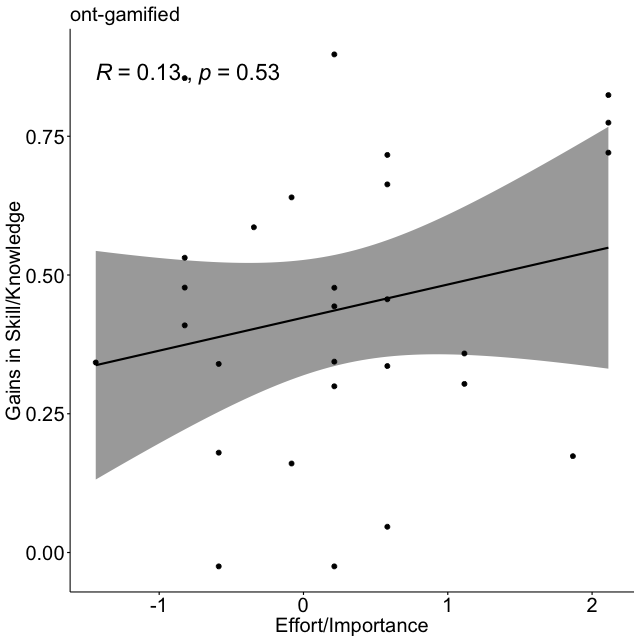 ont-gamified
R = 0.13, p = 0.53
0.75
0.50
0.25
0.00
Gains in Skill/Knowledge
-1 0 1 2
Effort/Importance